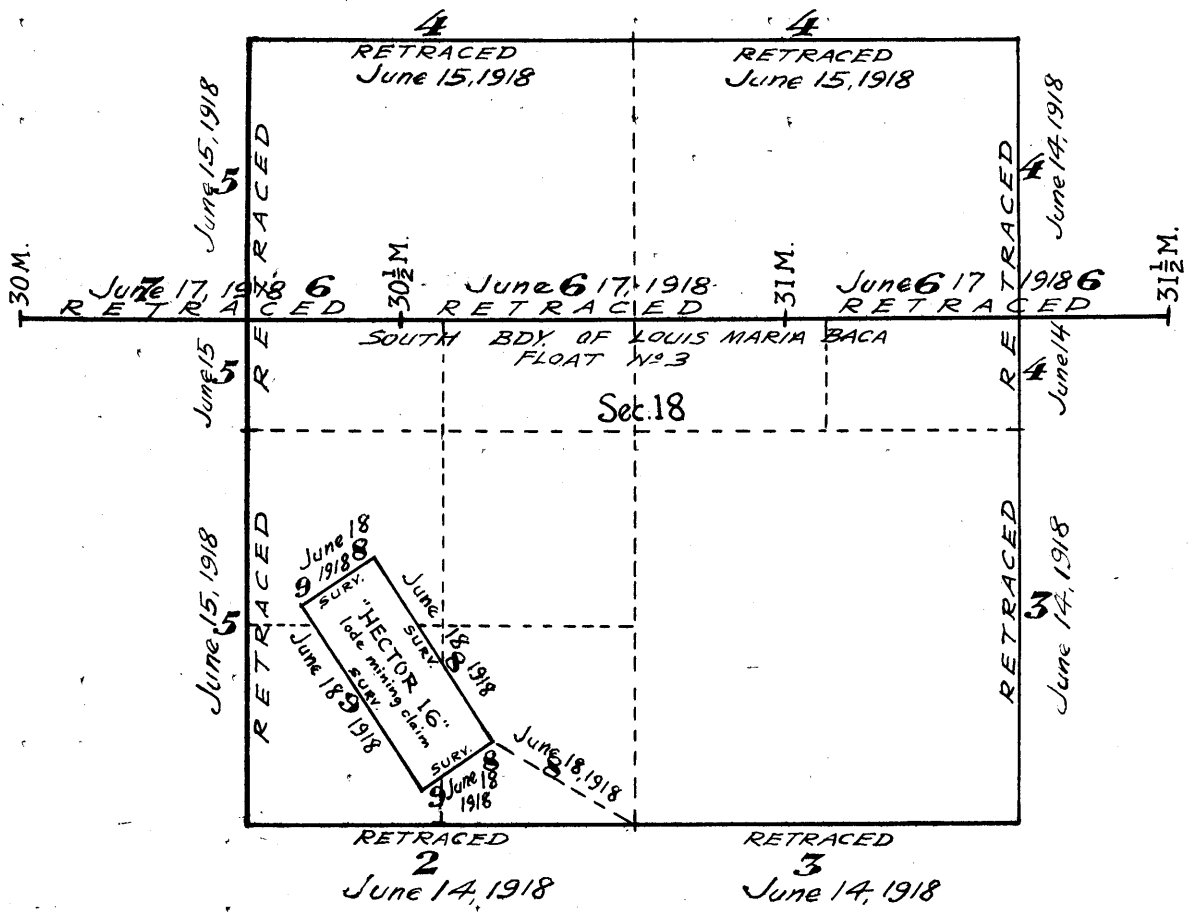 4 4
RETRACED RETRACED
June 15, 1918 June 15, 1918
June 15, 1918
5
RETRACED
RETRACED
4
June 14, 1918
30 M.
June 17, 1918
7 6
RETRACED
30½ M.
June 17, 1918
6
RETRACED
31 M.
June 17 1918
6 6
RETRACED
31½ M.
SOUTH BDY. OF LOUIS MARIA BACA
FLOAT No 3
June 15
5
RETRACED
RETRACED
4
June 14
Sec. 18
June 15, 1918
5
RETRACED
RETRACED
3
June 14, 1918
June 18
1918
9 8
SURV.
"HECTOR 16"
lode mining claim
June 18 1918
8
SURV.
June 18 1918
9
SURV.
SURV.
8
9
June 18
1918
June 18, 1918
8
RETRACED RETRACED
2 3
June 14, 1918 June 14, 1918